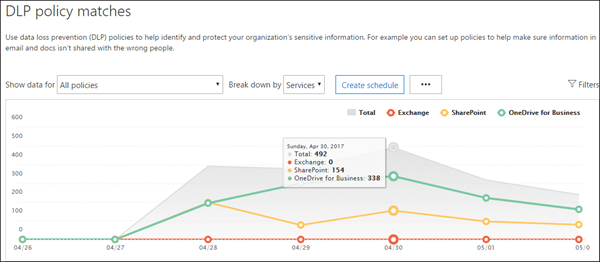 DLP policy matches
Use data loss prevention (DLP) policies to help identify and protect your organization's sensitive information. For example you can set up policies to help make sure information in
email and docs isn't shared with the wrong people.
Show data for All policies Break down by Services Create schedule ••• Filters
Total Exchange SharePoint OneDrive for Business
600
500
400
300
200
100
0
Sunday, Apr 30, 2017
Total: 492
Exchange: 0
SharePoint: 154
OneDrive for Business: 338
04/26 04/27 04/28 04/29 04/30 05/01 05/0